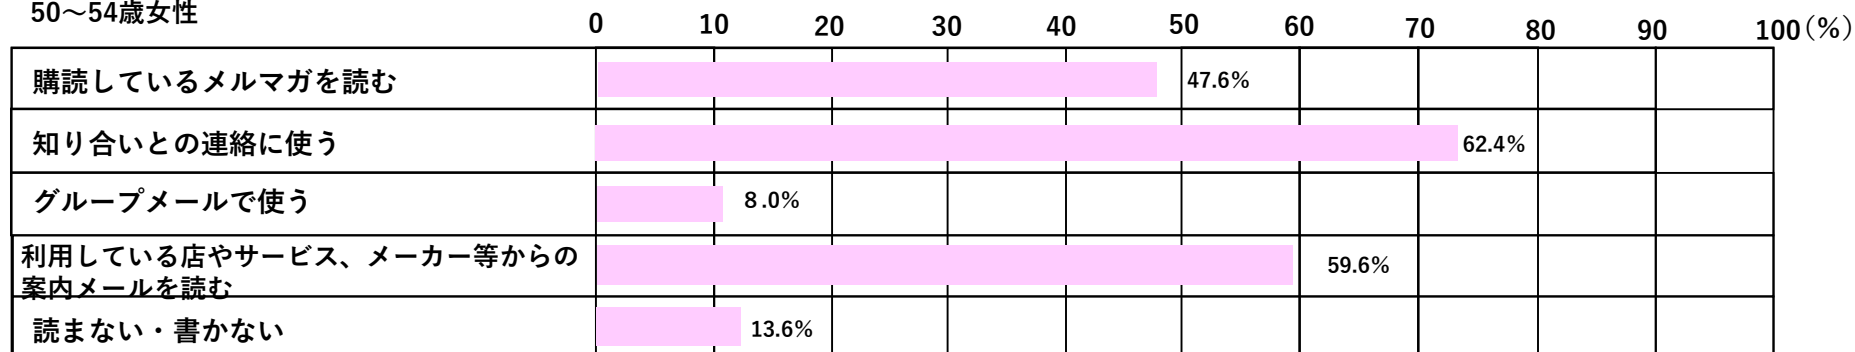 50〜54歳女性
0 10 20 30 40 50 60 70 80 90 100(%)
購読しているメルマガを読む 47.6%
知り合いとの連絡に使う 62.4%
グループメールで使う 8.0%
利用している店やサービス、メーカー等からの
案内メールを読む 59.6%
読まない・書かない 13.6%